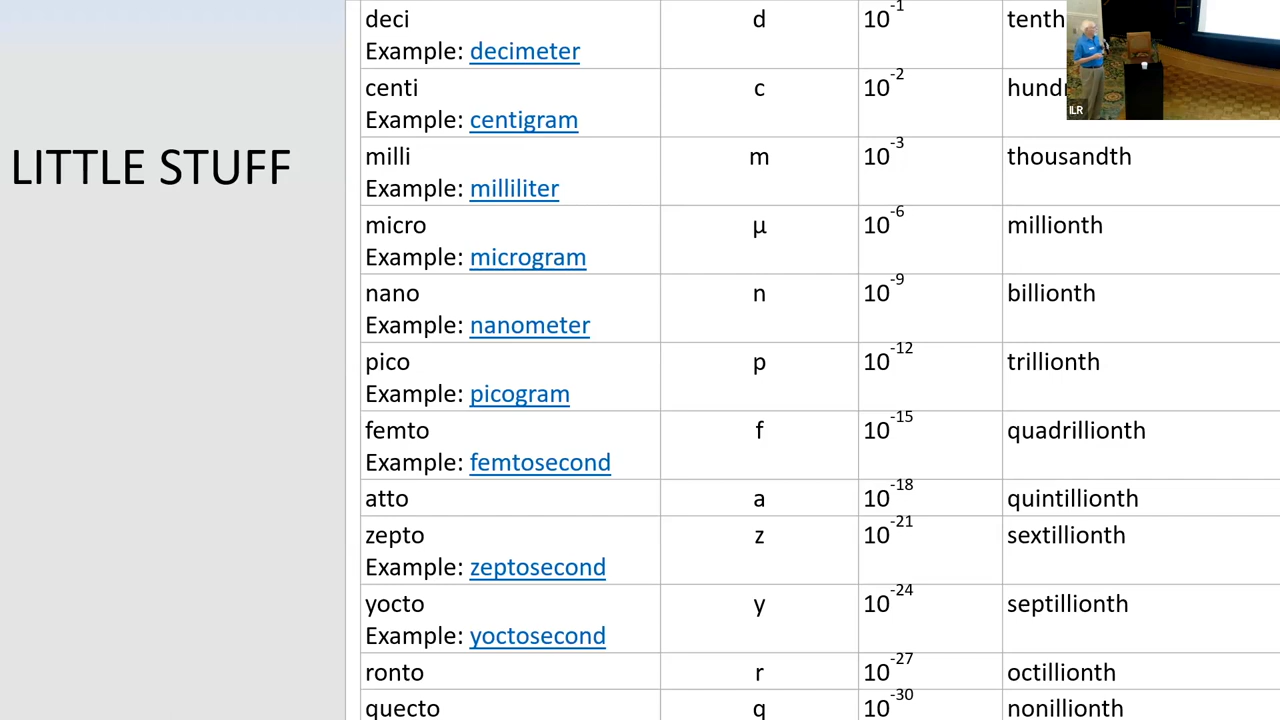 LITTLE STUFF
deci d 10⁻¹ tenth
Example: decimeter
centi c 10⁻²
Example: centigram
milli m 10⁻³ thousandth
Example: milliliter
micro μ 10⁻⁶ millionth
Example: microgram
nano n 10⁻⁹ billionth
Example: nanometer
pico p 10⁻¹² trillionth
Example: picogram
femto f 10⁻¹⁵ quadrillionth
Example: femtosecond
atto a 10⁻¹⁸ quintillionth
zepto z 10⁻²¹ sextillionth
Example: zeptosecond
yocto y 10⁻²⁴ septillionth
Example: yoctosecond
ronto r 10⁻²⁷ octillionth
quecto q 10⁻³⁰ nonillionth
ILR